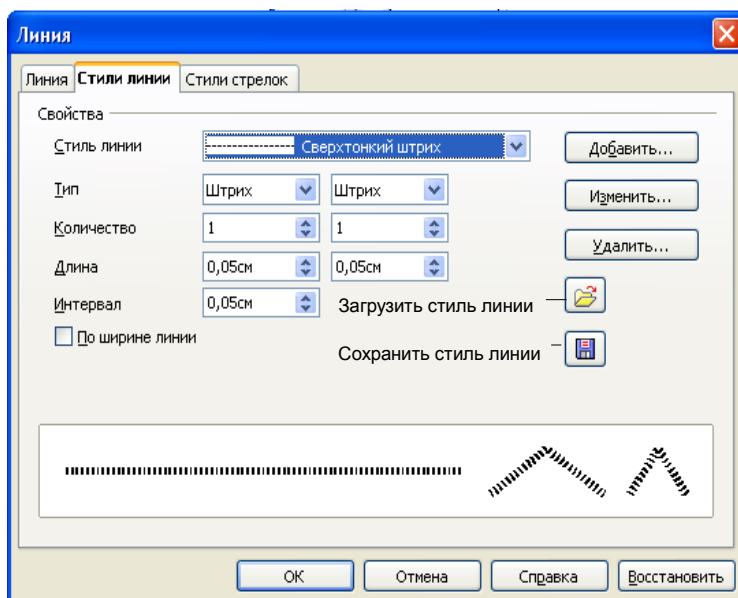 Линия
Линия Стили линии Стили стрелок
Свойства
Стиль линии Сверхтонкий штрих Добавить...
Тип Штрих Штрих Изменить...
Количество 1 1
Удалить...
Длина 0,05см 0,05см
Интервал 0,05см Загрузить стиль линии
По ширине линии
Сохранить стиль линии
ОК Отмена Справка Восстановить